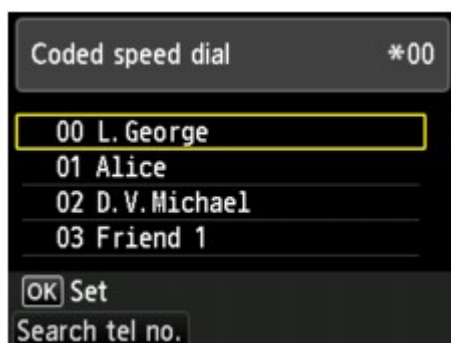 Coded speed dial *00
00 L.George
01 Alice
02 D.V.Michael
03 Friend 1
OK Set
Search tel no.